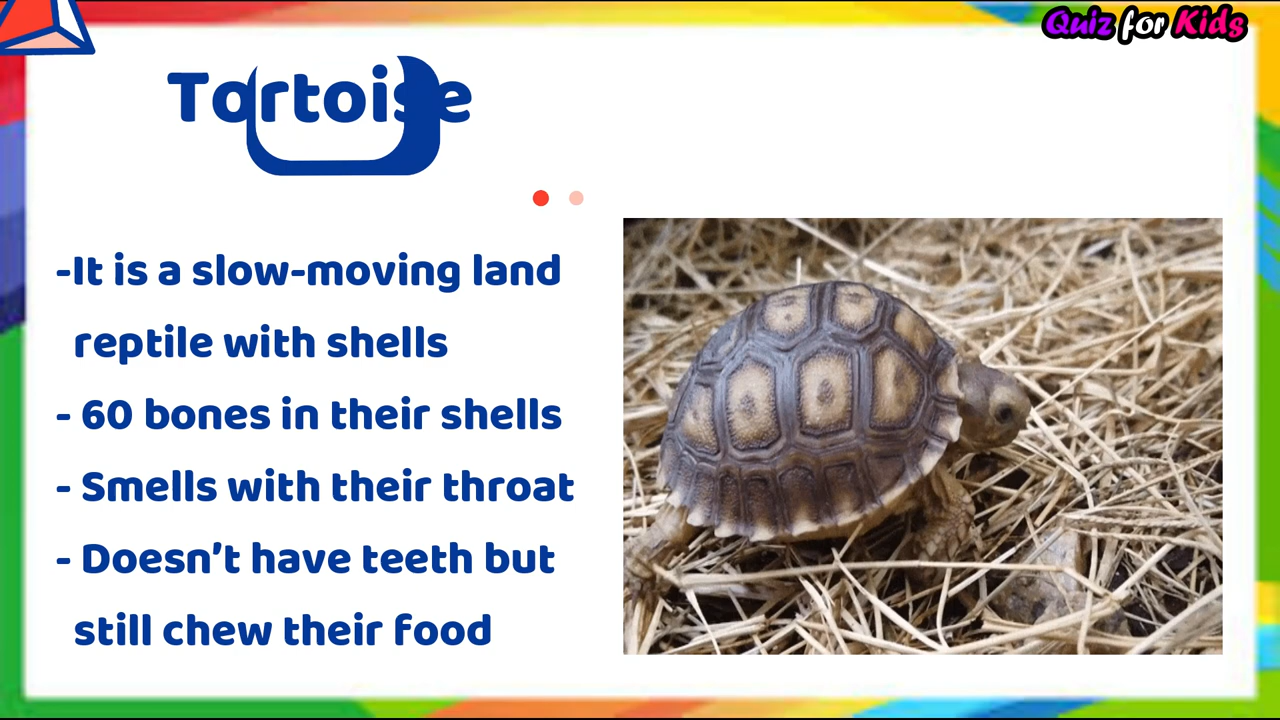 Quiz for Kids
Tortoise
-It is a slow-moving land
reptile with shells
- 60 bones in their shells
- Smells with their throat
- Doesn't have teeth but
still chew their food